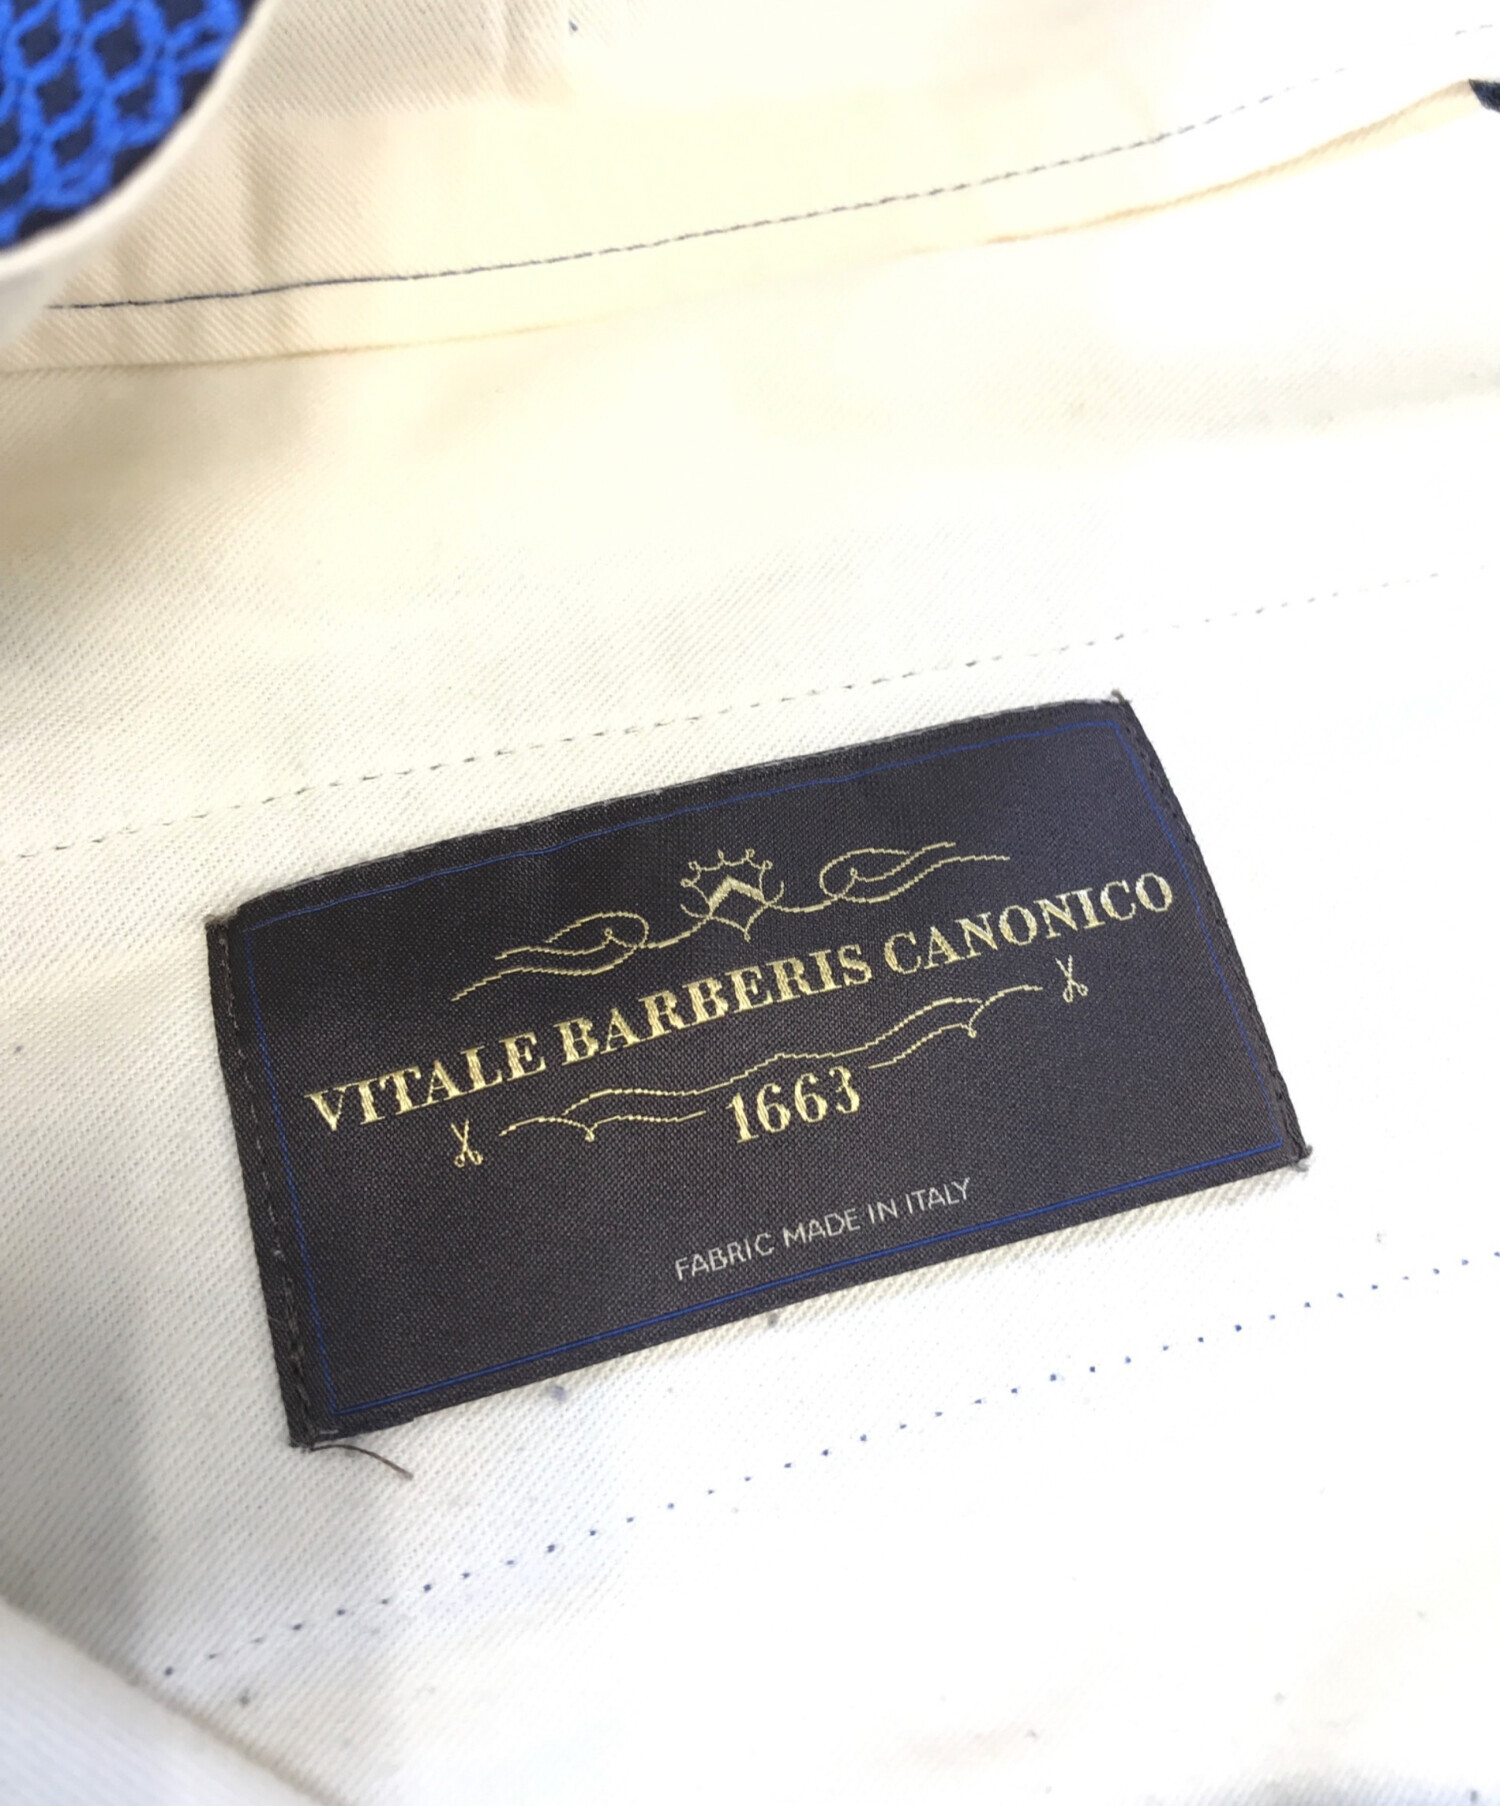 VITALE BARBERIS CANONICO
1663
FABRIC MADE IN ITALY